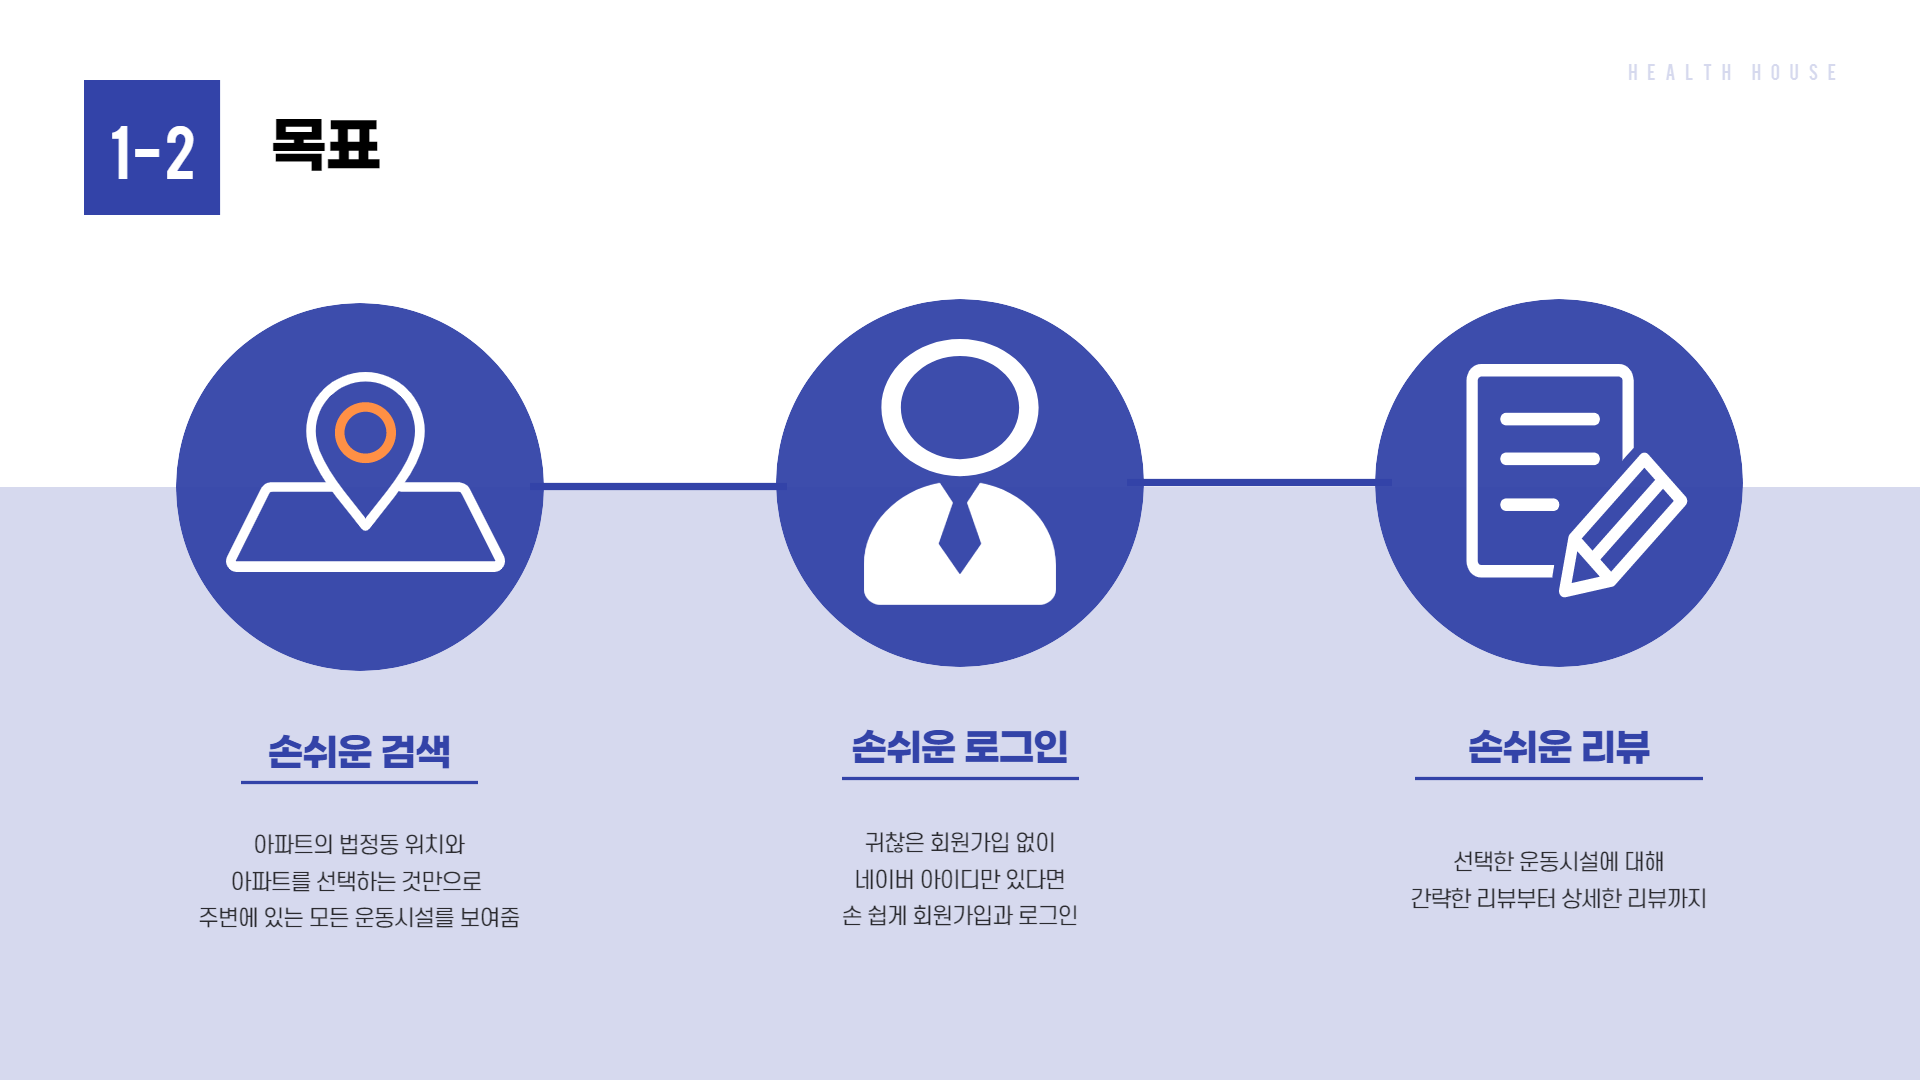 HEALTH HOUSE
1-2
목표
손쉬운 검색
아파트의 법정동 위치와
아파트를 선택하는 것만으로
주변에 있는 모든 운동시설를 보여줌
손쉬운 로그인
귀찮은 회원가입 없이
네이버 아이디만 있다면
손 쉽게 회원가입과 로그인
손쉬운 리뷰
선택한 운동시설에 대해
간략한 리뷰부터 상세한 리뷰까지